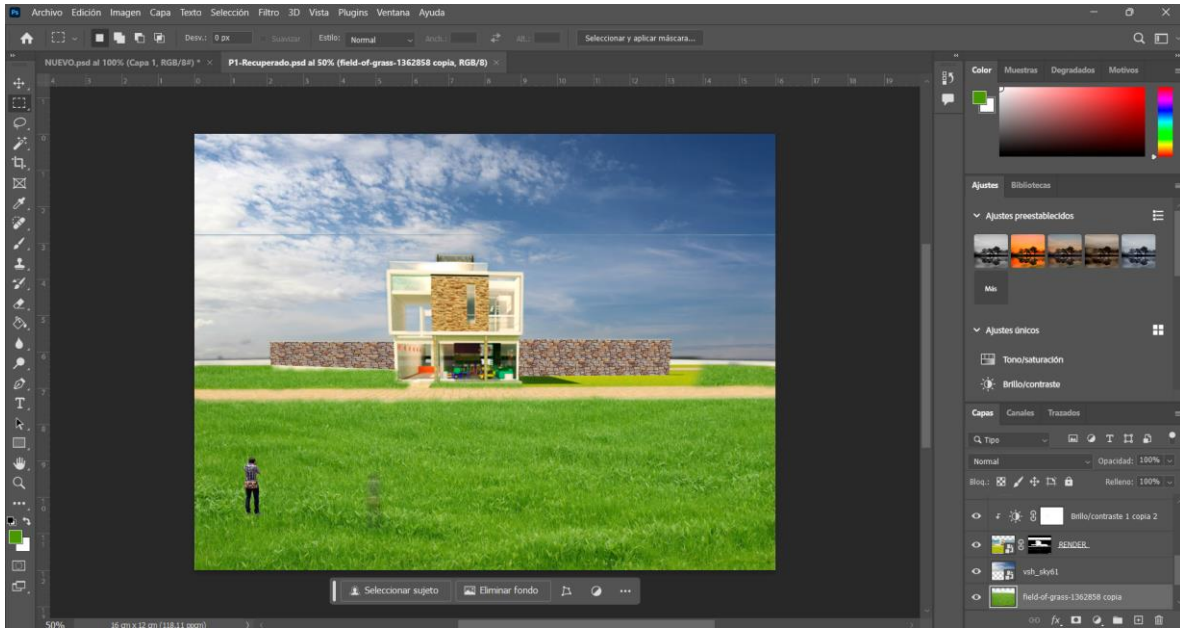 Ps Archivo Edición Imagen Capa Texto Selección Filtro 3D Vista Plugins Ventana Ayuda
Desv.: 0 px Suavizar Estilo: Normal Anch.: Alt.: Seleccionar y aplicar máscara...
NUEVO.psd al 100% (Capa 1, RGB/8#) * × P1-Recuperado.psd al 50% (field-of-grass-1362858 copia, RGB/8) ×
Color Muestras Degradados Motivos
Ajustes Bibliotecas
Ajustes preestablecidos
Más
Ajustes únicos
Tono/saturación
Brillo/contraste
Capas Canales Trazados
Tipo
Normal Opacidad: 100%
Bloq.: Relleno: 100%
Brillo/contraste 1 copia 2
RENDER
vsh_sky61
field-of-grass-1362858 copia
Seleccionar sujeto Eliminar fondo
50% 16 cm x 12 cm (118,11 ppcm)